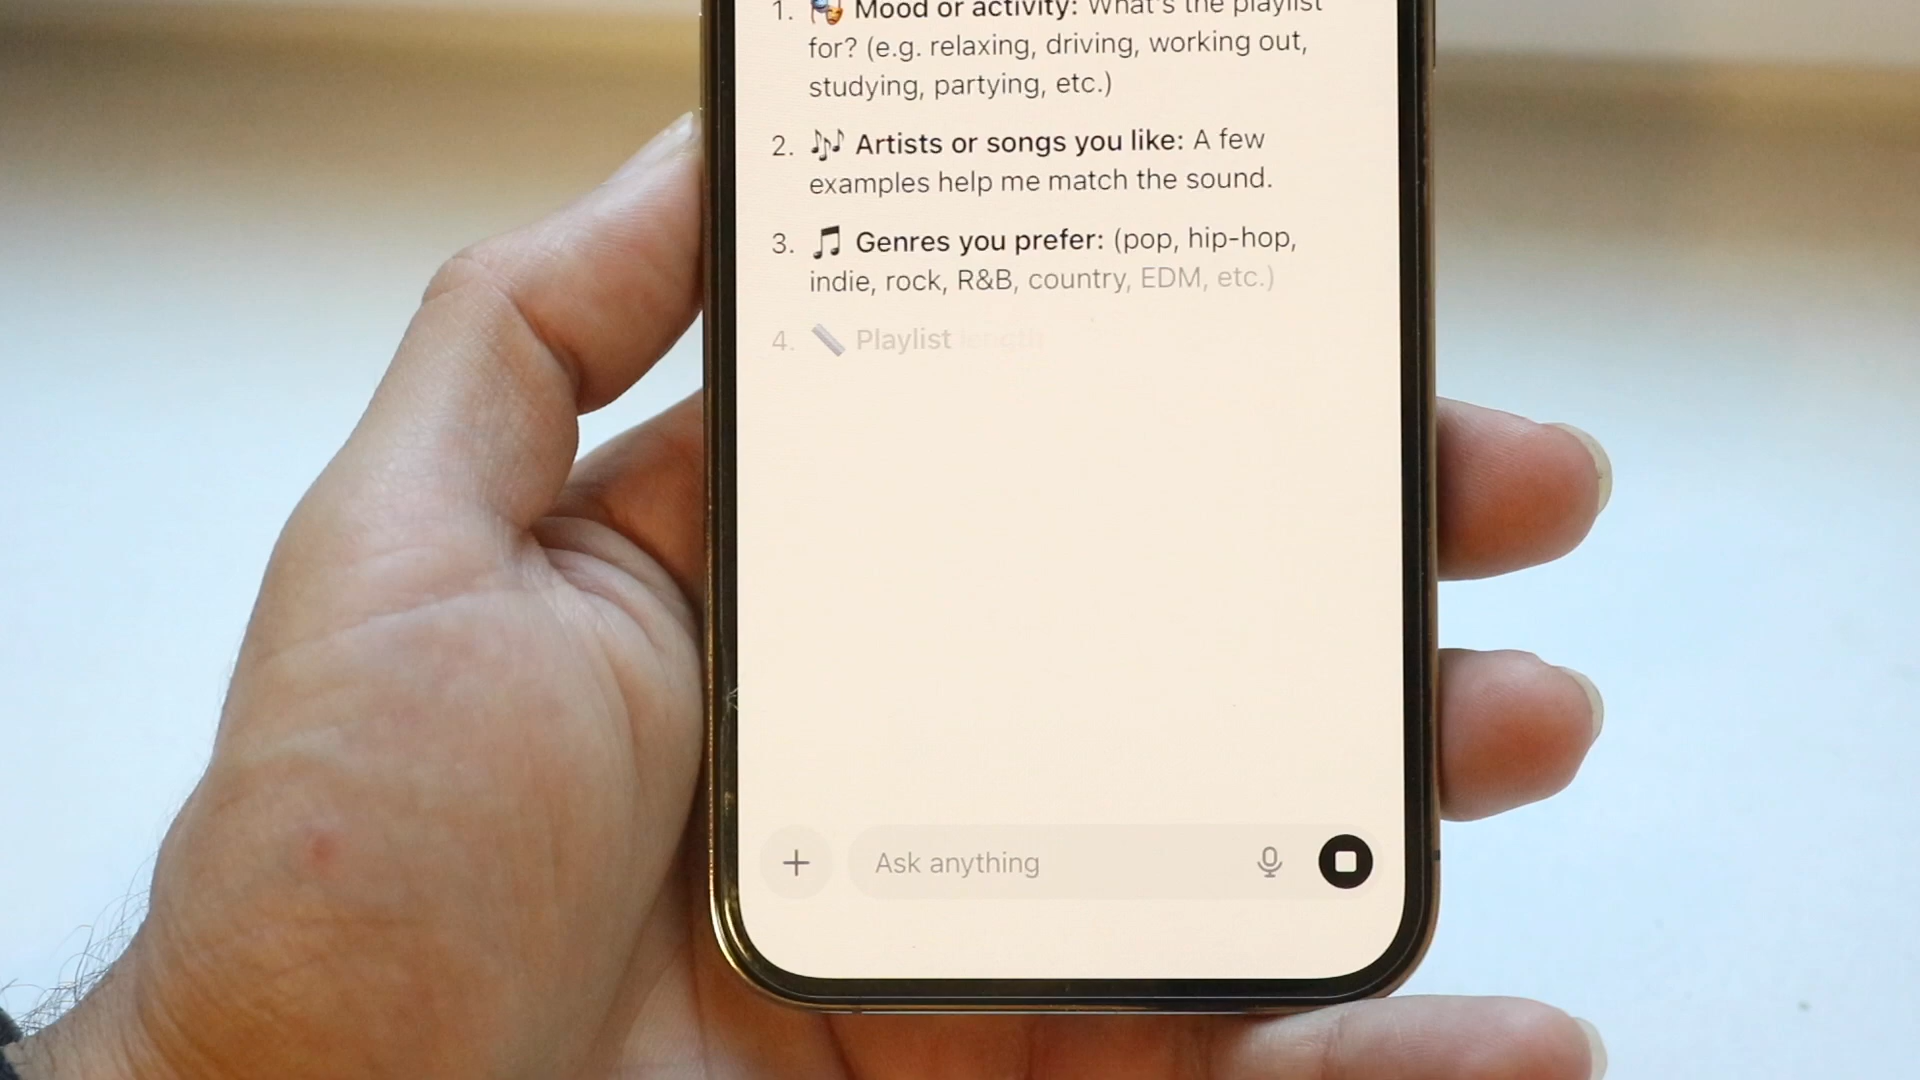 1. 🎭 Mood or activity: What's the playlist
for? (e.g. relaxing, driving, working out,
studying, partying, etc.)
2. 🎶 Artists or songs you like: A few
examples help me match the sound.
3. 🎵 Genres you prefer: (pop, hip-hop,
indie, rock, R&B, country, EDM, etc.)
4. 📏 Playlist length
Ask anything